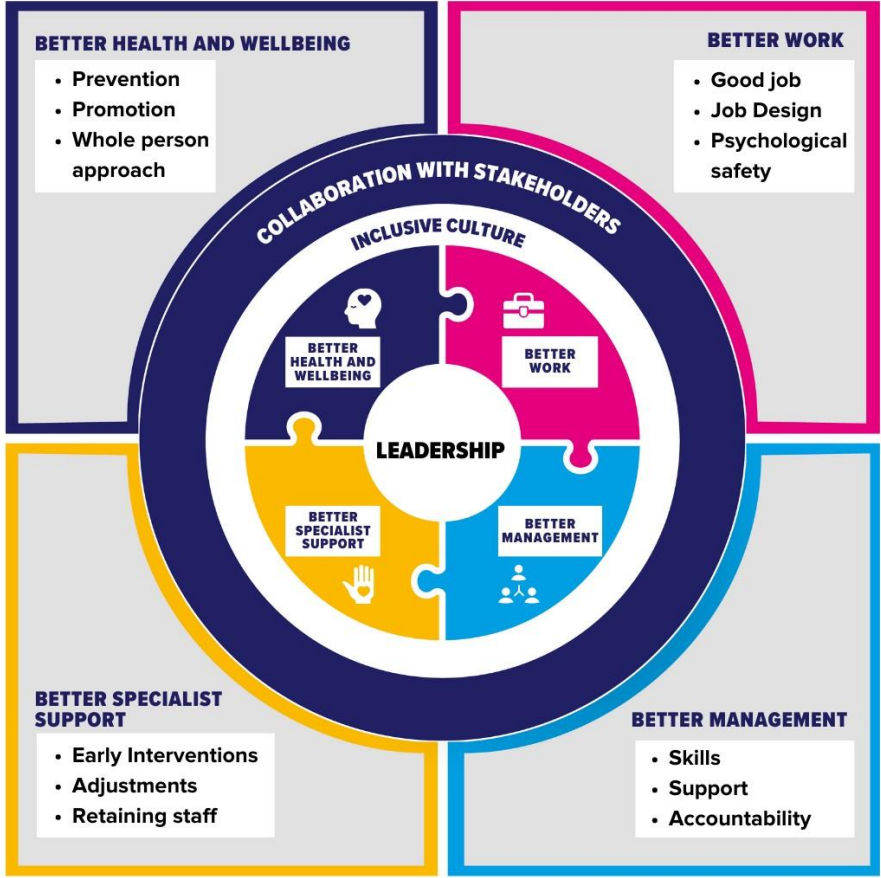 BETTER HEALTH AND WELLBEING
• Prevention
• Promotion
• Whole person
approach
BETTER WORK
• Good job
• Job Design
• Psychological
safety
COLLABORATION WITH STAKEHOLDERS
INCLUSIVE CULTURE
BETTER
HEALTH AND
WELLBEING
BETTER
WORK
LEADERSHIP
BETTER
SPECIALIST
SUPPORT
BETTER
MANAGEMENT
BETTER SPECIALIST
SUPPORT
• Early Interventions
• Adjustments
• Retaining staff
BETTER MANAGEMENT
• Skills
• Support
• Accountability